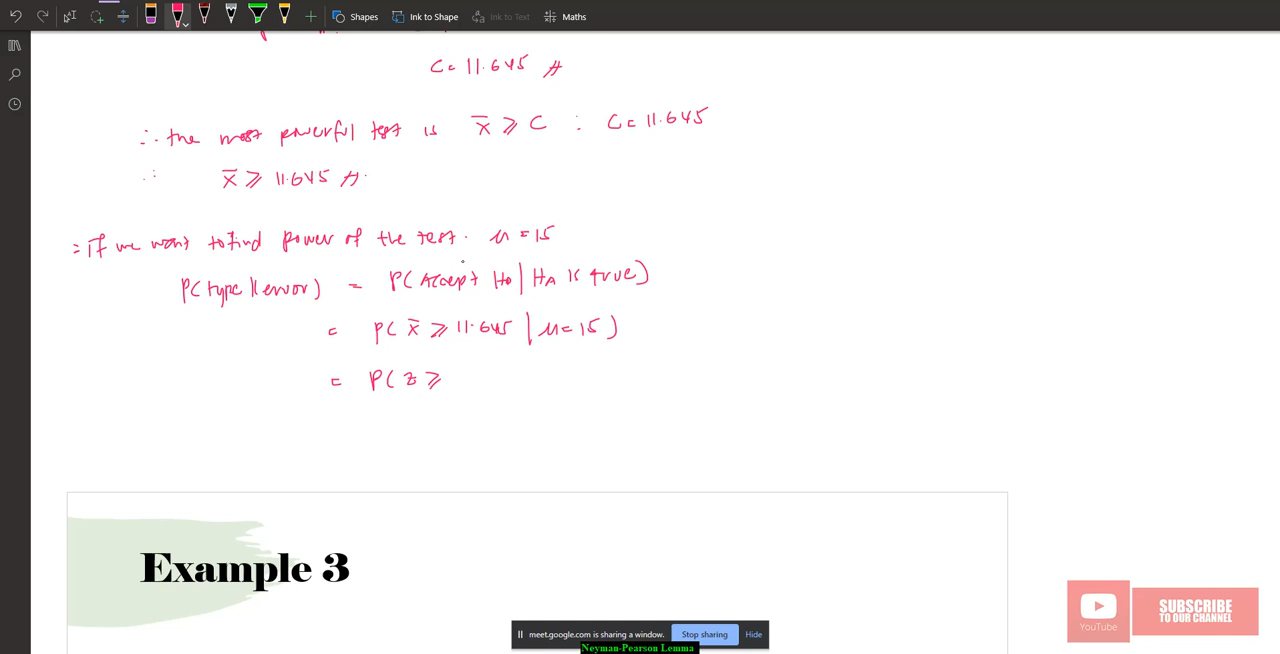 Shapes
Ink to Shape
Ink to Text
Maths
C = 11.645 //
∴ the most powerful test is X̄ ⩾ C : C = 11.645
∴ X̄ ⩾ 11.645 //.
= If we want to find power of the test. μ = 15
P(type II error) = P(Accept H₀ | HA is true)
= P( X̄ ⩾ 11.645 | μ = 15 )
= P( Z ⩾
Example 3
YouTube
SUBSCRIBE
TO OUR CHANNEL
meet.google.com is sharing a window.
Stop sharing
Hide
Neyman-Pearson Lemma